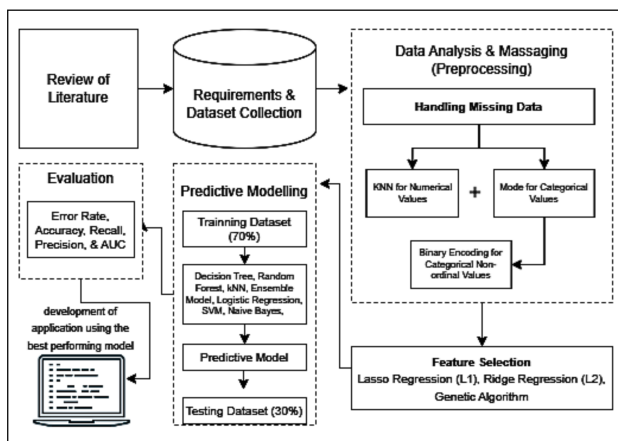 Review of
Literature
Requirements &
Dataset Collection
Data Analysis & Massaging
(Preprocessing)
Handling Missing Data
KNN for Numerical
Values
+
Mode for Categorical
Values
Binary Encoding for
Categorical Non-
ordinal Values
Feature Selection
Lasso Regression (L1), Ridge Regression (L2),
Genetic Algorithm
Predictive Modelling
Trainning Dataset
(70%)
Decision Tree, Random
Forest, kNN, Ensemble
Model, Logistic Regression,
SVM, Naive Bayes,
Predictive Model
Testing Dataset (30%)
Evaluation
Error Rate,
Accuracy, Recall,
Precision, & AUC
development of
application using the
best performing model